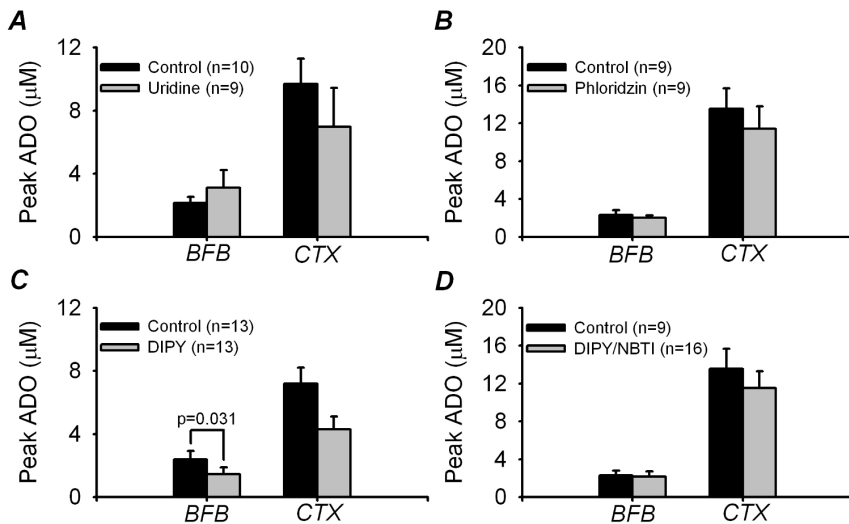 A
Peak ADO (μM)
12
8
4
0
Control (n=10)
Uridine (n=9)
BFB
CTX
B
Peak ADO (μM)
20
16
12
8
4
0
Control (n=9)
Phloridzin (n=9)
BFB
CTX
C
Peak ADO (μM)
12
8
4
0
Control (n=13)
DIPY (n=13)
p=0.031
BFB
CTX
D
Peak ADO (μM)
20
16
12
8
4
0
Control (n=9)
DIPY/NBTI (n=16)
BFB
CTX